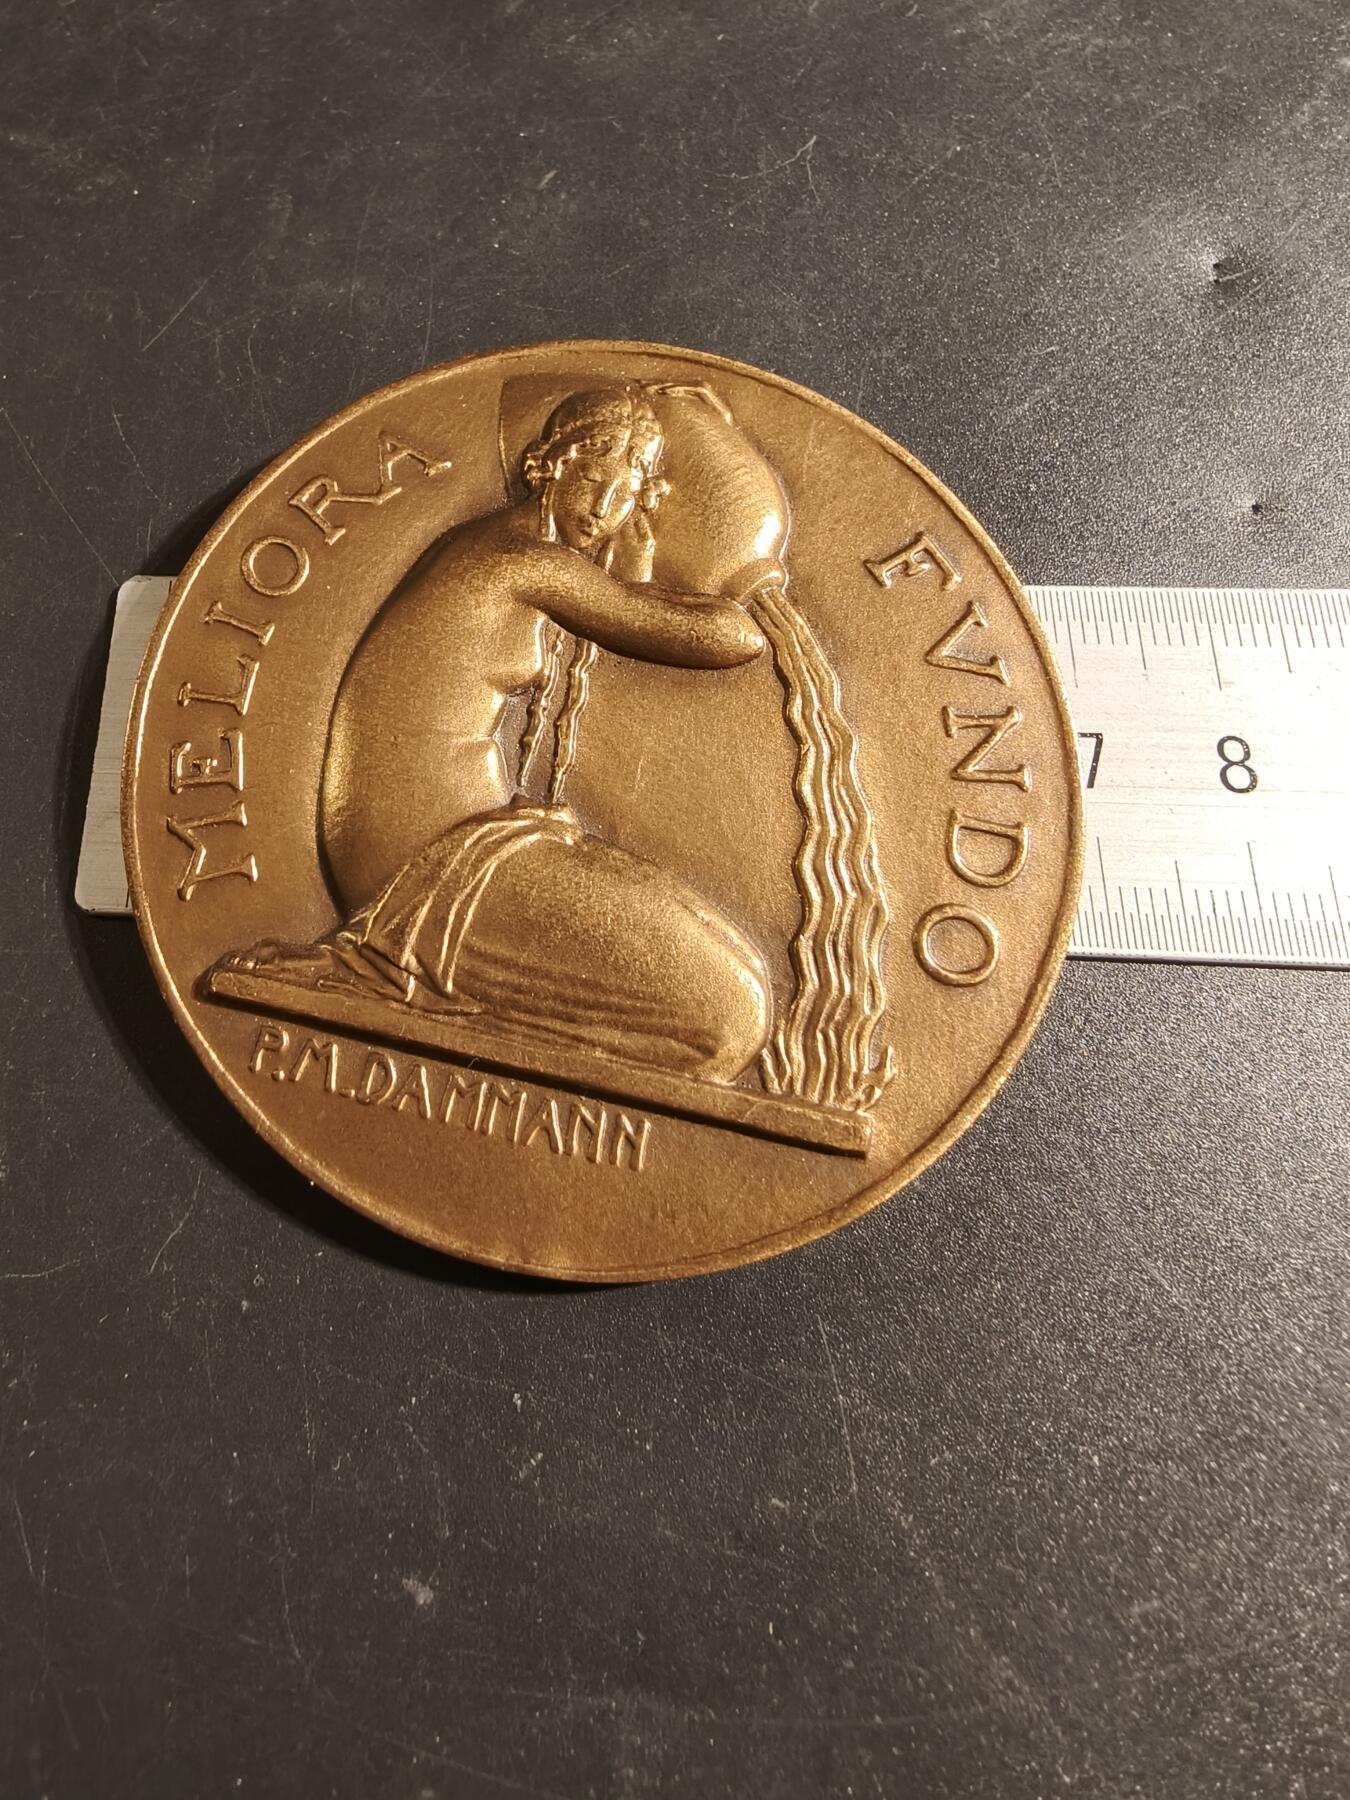 MELIORA FVNDO
P.M.DAMMANN
7 8